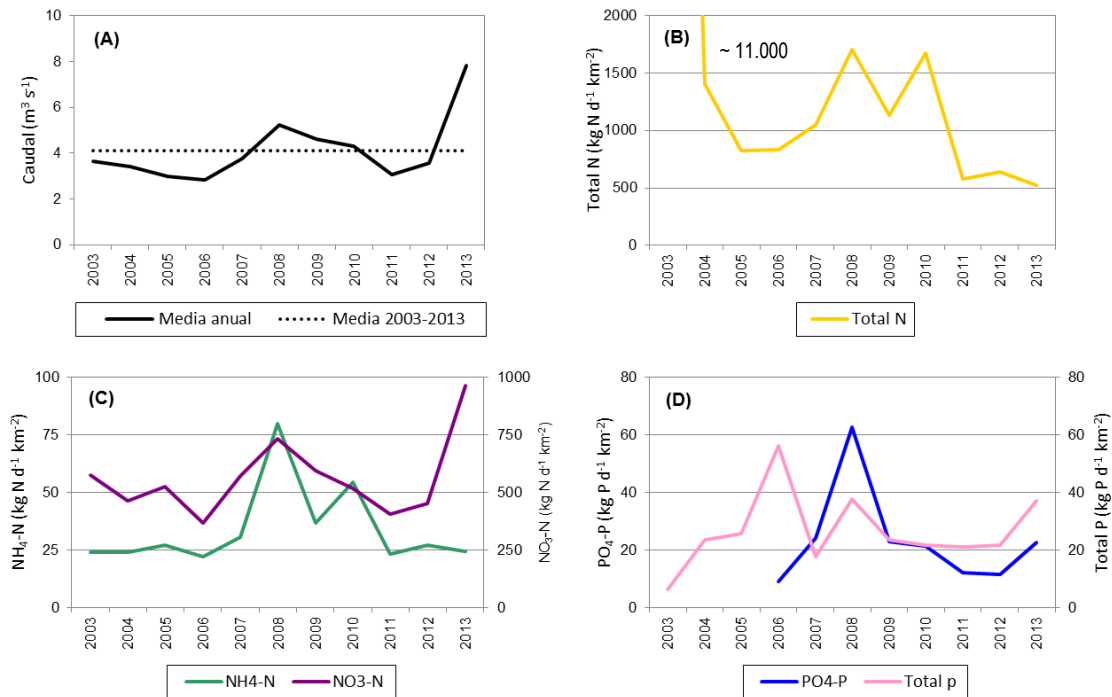 (A)
Caudal (m³ s⁻¹)
10
8
6
4
2
0
2003 2004 2005 2006 2007 2008 2009 2010 2011 2012 2013
Media anual Media 2003-2013
(B)
~ 11.000
Total N (kg N d⁻¹ km⁻²)
2000
1500
1000
500
0
2003 2004 2005 2006 2007 2008 2009 2010 2011 2012 2013
Total N
(C)
NH₄-N (kg N d⁻¹ km⁻²)
100
75
50
25
0
1000
750
500
250
0
NO₃-N (kg N d⁻¹ km⁻²)
2003 2004 2005 2006 2007 2008 2009 2010 2011 2012 2013
NH4-N NO3-N
(D)
PO₄-P (kg P d⁻¹ km⁻²)
80
60
40
20
0
80
60
40
20
0
Total P (kg P d⁻¹ km⁻²)
2003 2004 2005 2006 2007 2008 2009 2010 2011 2012 2013
PO4-P Total p